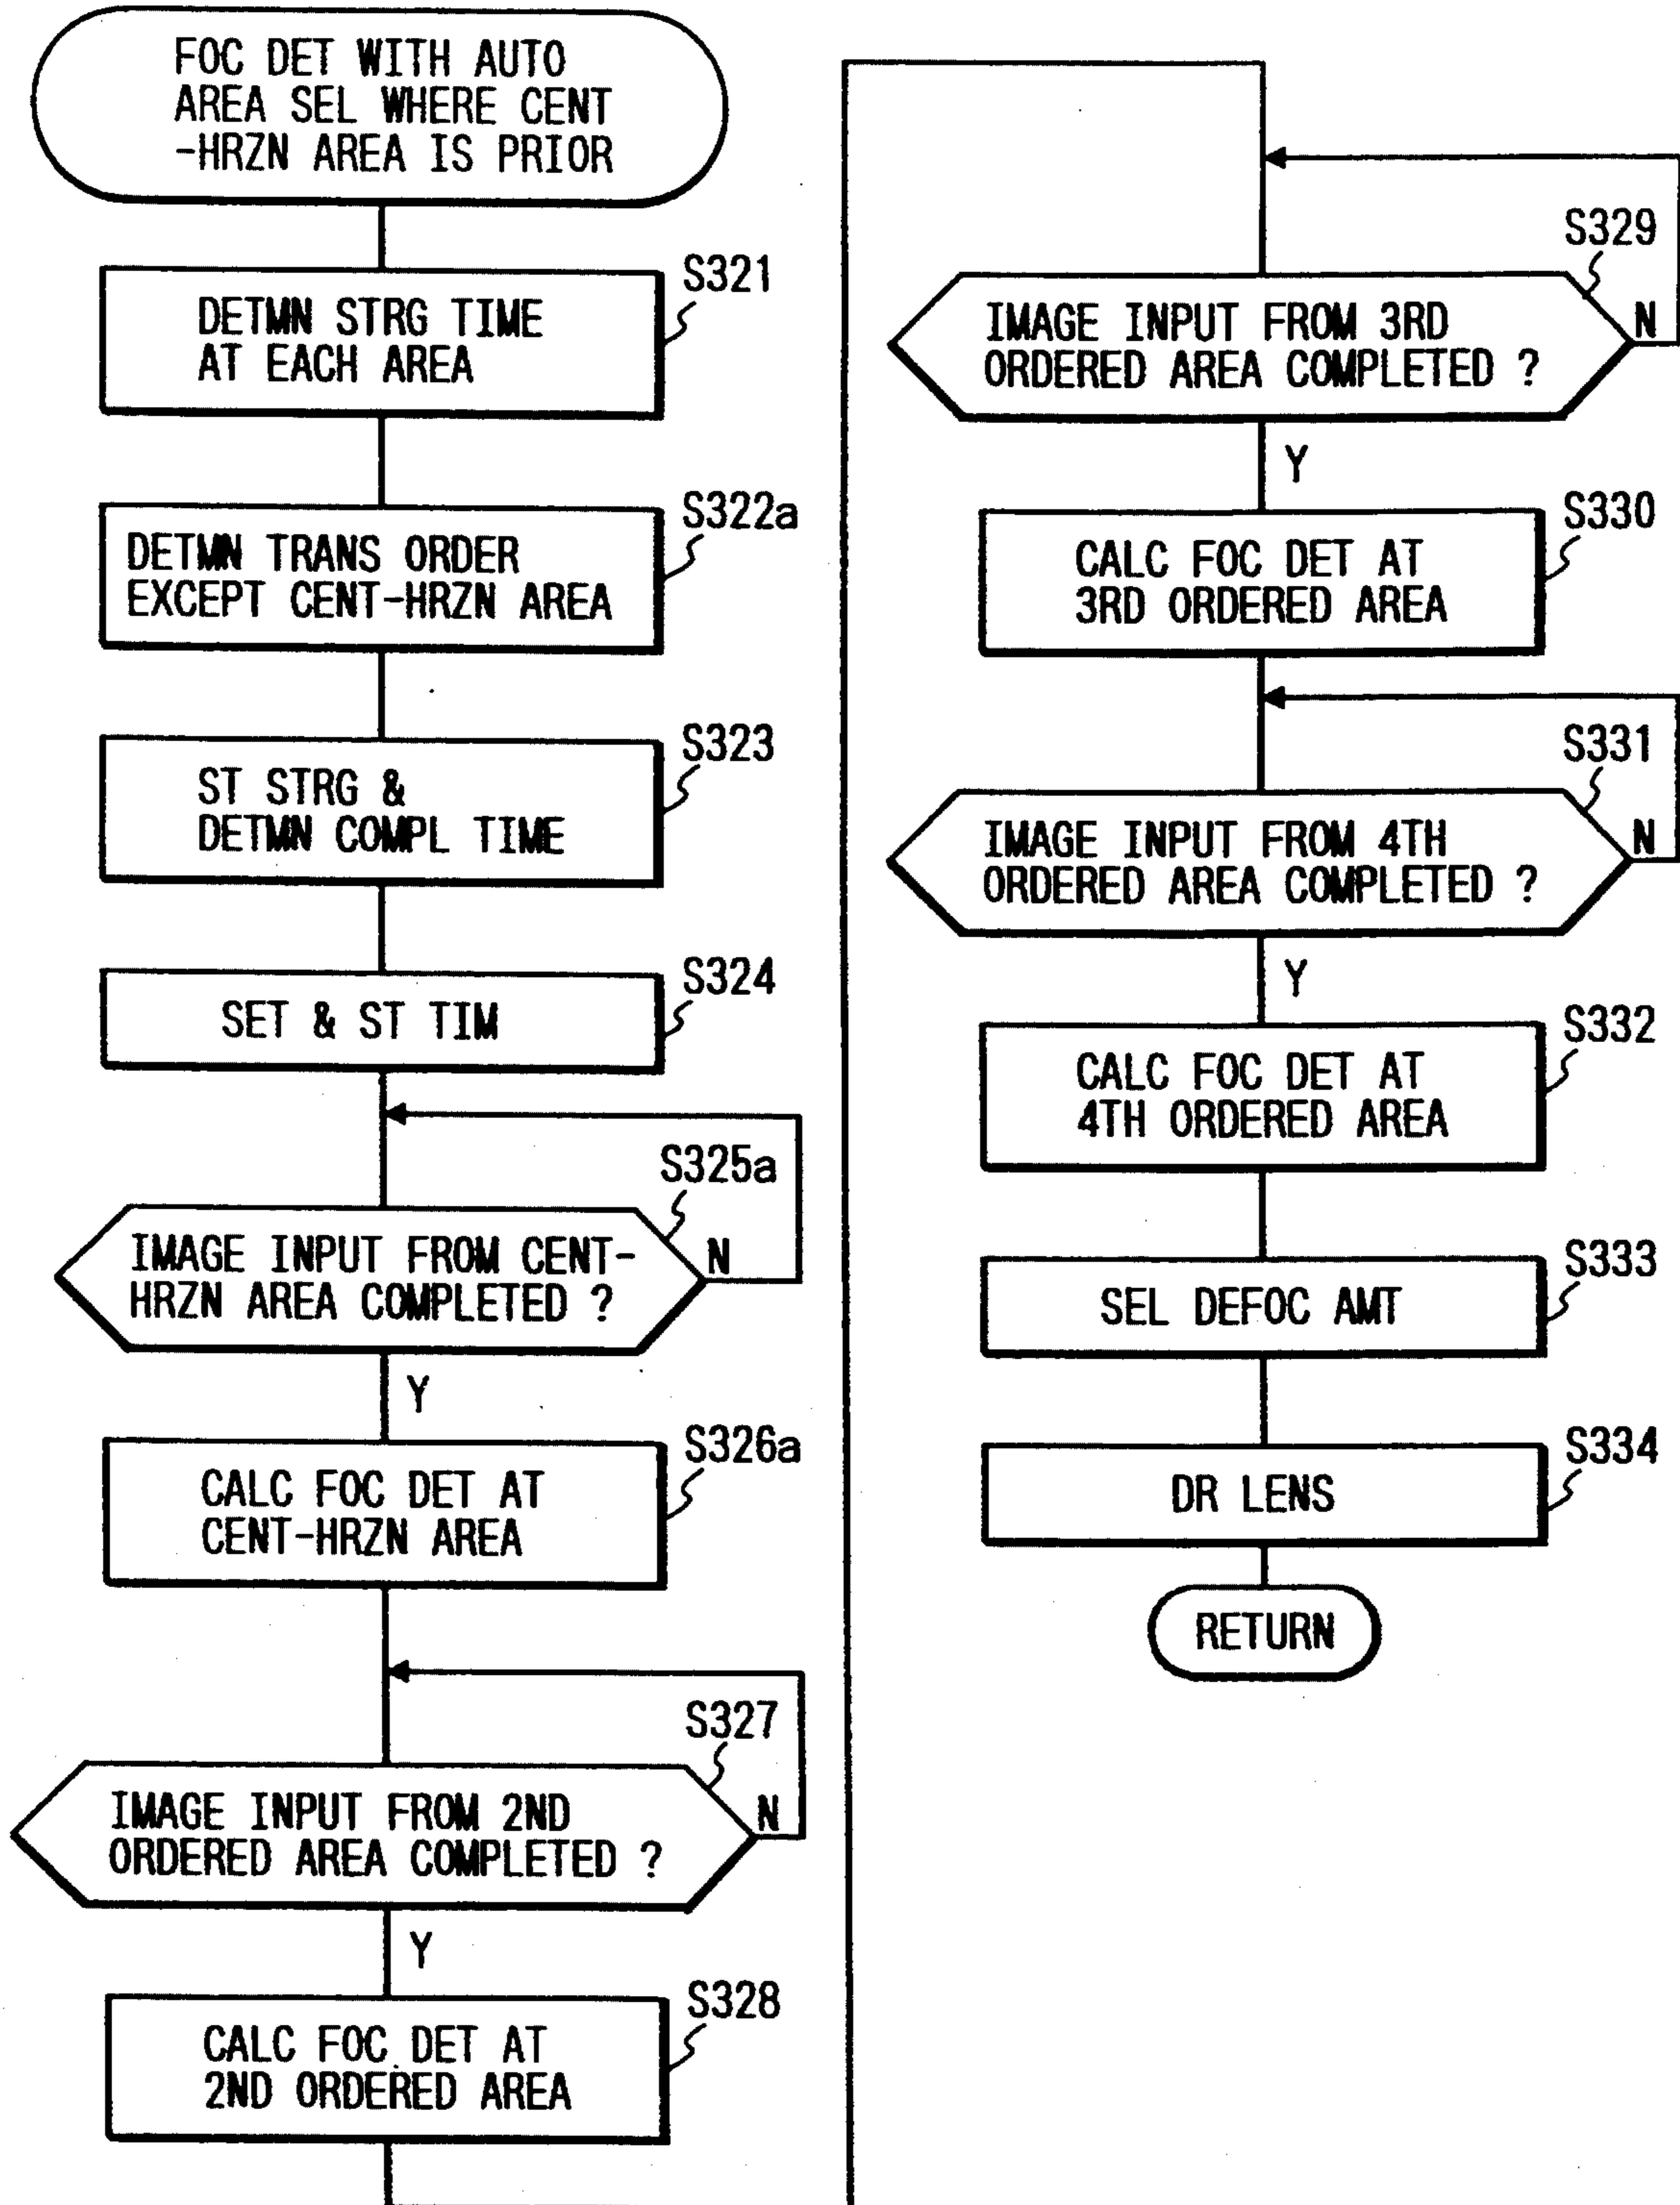 FOC DET WITH AUTO
AREA SEL WHERE CENT
-HRZN AREA IS PRIOR
S321
DETMN STRG TIME
AT EACH AREA
S322a
DETMN TRANS ORDER
EXCEPT CENT-HRZN AREA
S323
ST STRG &
DETMN COMPL TIME
S324
SET & ST TIM
S325a
IMAGE INPUT FROM CENT-
HRZN AREA COMPLETED ?
N
Y
S326a
CALC FOC DET AT
CENT-HRZN AREA
S327
IMAGE INPUT FROM 2ND
ORDERED AREA COMPLETED ?
N
Y
S328
CALC FOC DET AT
2ND ORDERED AREA
S329
IMAGE INPUT FROM 3RD
ORDERED AREA COMPLETED ?
N
Y
S330
CALC FOC DET AT
3RD ORDERED AREA
S331
IMAGE INPUT FROM 4TH
ORDERED AREA COMPLETED ?
N
Y
S332
CALC FOC DET AT
4TH ORDERED AREA
S333
SEL DEFOC AMT
S334
DR LENS
RETURN